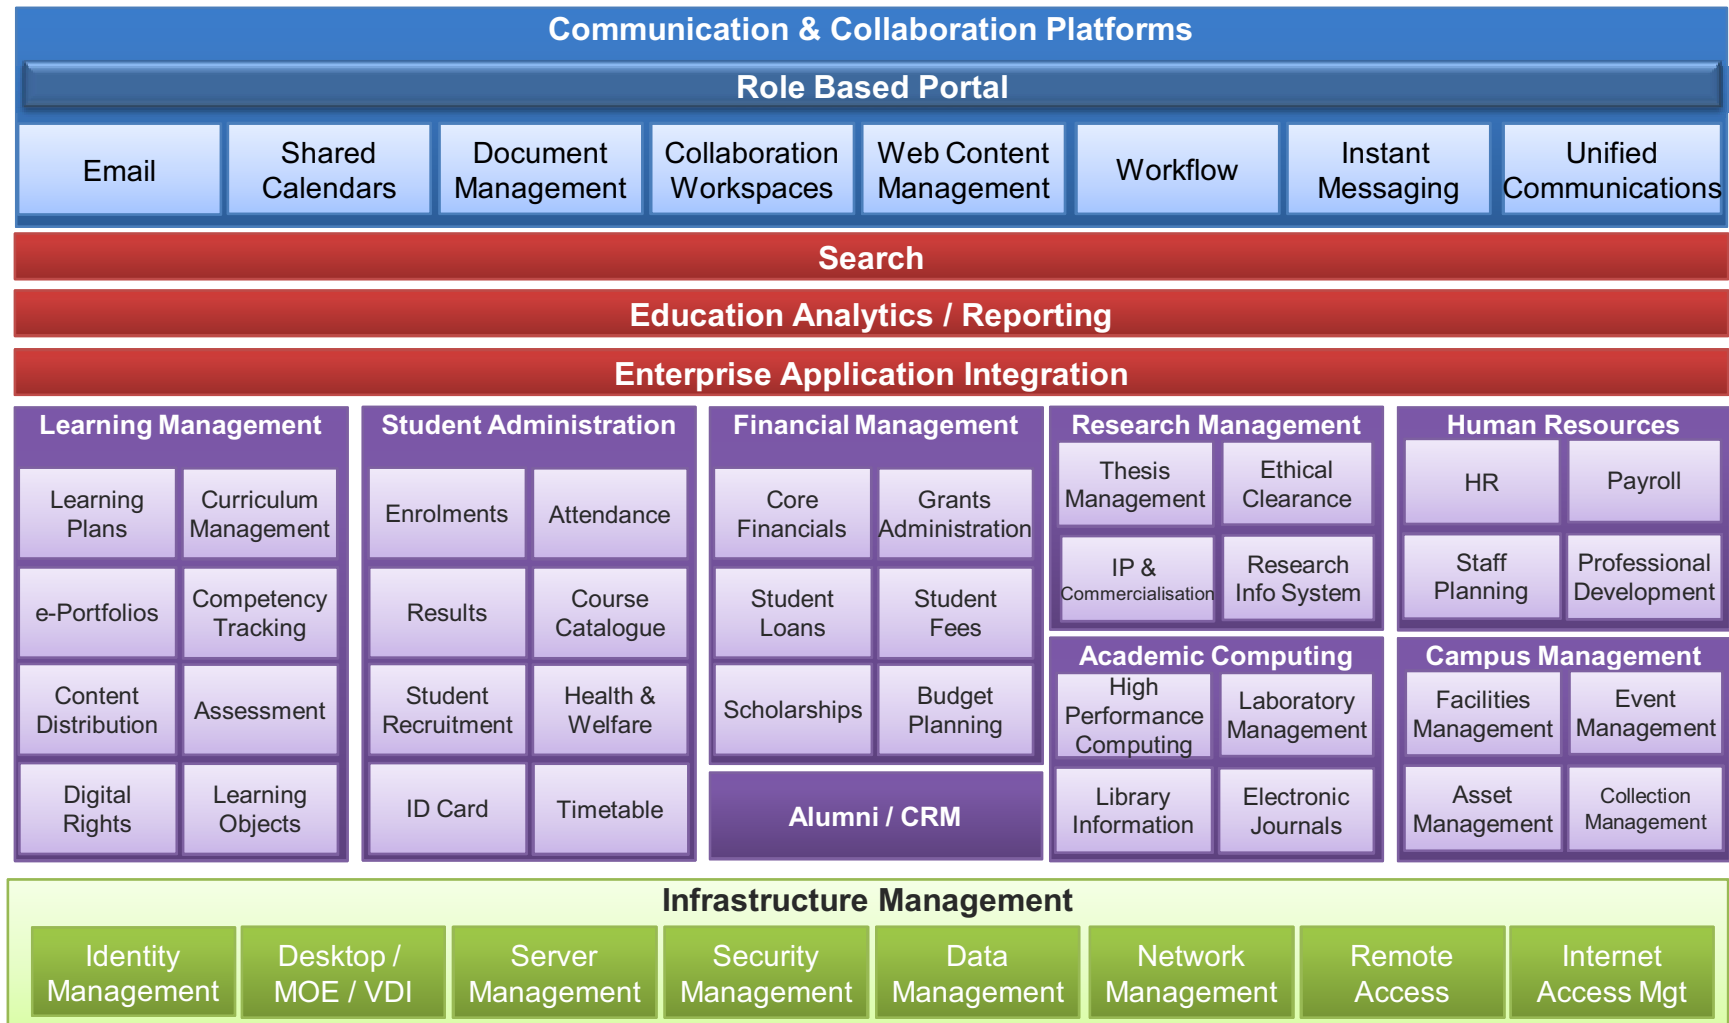 Communication & Collaboration Platforms
Role Based Portal
Email
Shared
Calendars
Document
Management
Collaboration
Workspaces
Web Content
Management
Workflow
Instant
Messaging
Unified
Communications
Search
Education Analytics / Reporting
Enterprise Application Integration
Learning Management
Learning
Plans
Curriculum
Management
e-Portfolios
Competency
Tracking
Content
Distribution
Assessment
Digital
Rights
Learning
Objects
Student Administration
Enrolments
Attendance
Results
Course
Catalogue
Student
Recruitment
Health &
Welfare
ID Card
Timetable
Financial Management
Core
Financials
Grants
Administration
Student
Loans
Student
Fees
Scholarships
Budget
Planning
Alumni / CRM
Research Management
Thesis
Management
Ethical
Clearance
IP &
Commercialisation
Research
Info System
Academic Computing
High
Performance
Computing
Laboratory
Management
Library
Information
Electronic
Journals
Human Resources
HR
Payroll
Staff
Planning
Professional
Development
Campus Management
Facilities
Management
Event
Management
Asset
Management
Collection
Management
Infrastructure Management
Identity
Management
Desktop /
MOE / VDI
Server
Management
Security
Management
Data
Management
Network
Management
Remote
Access
Internet
Access Mgt